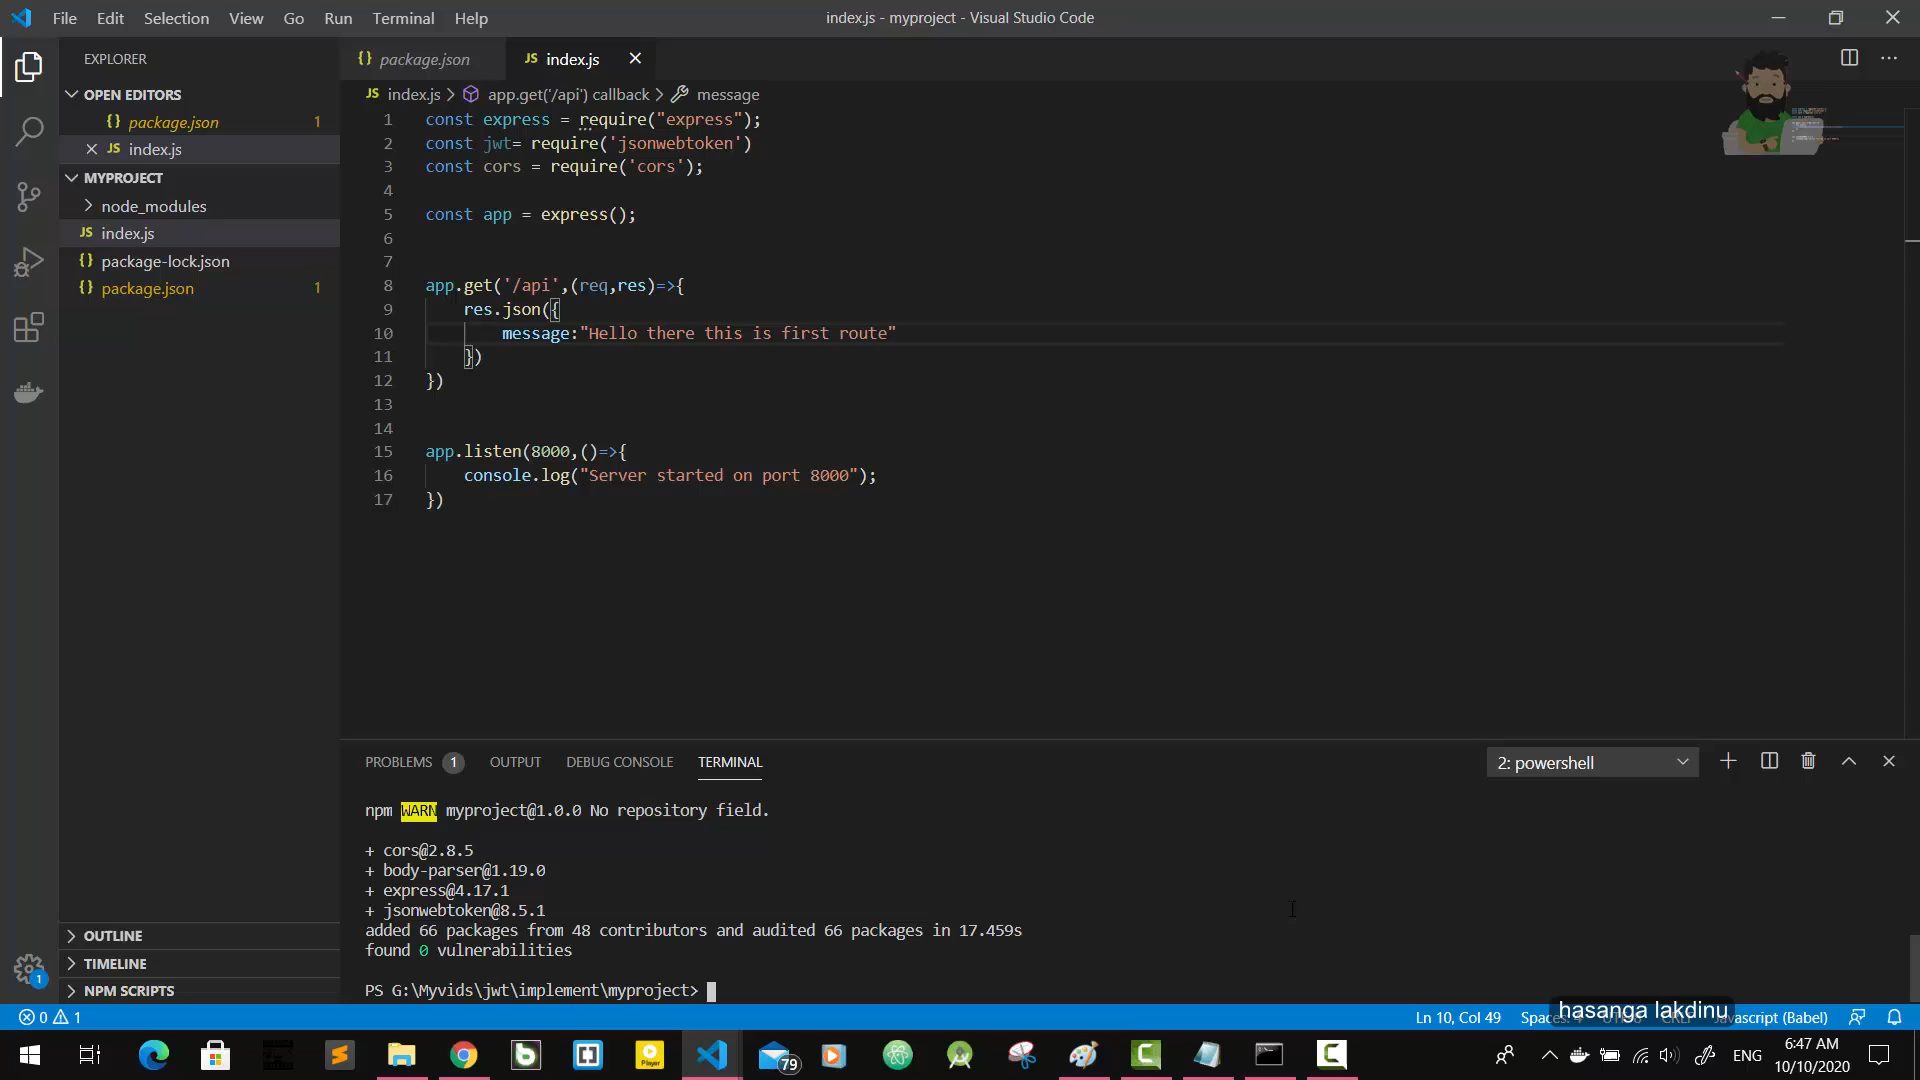 File Edit Selection View Go Run Terminal Help
index.js - myproject - Visual Studio Code
EXPLORER
OPEN EDITORS
{} package.json 1
JS index.js
MYPROJECT
node_modules
JS index.js
{} package-lock.json
{} package.json 1
OUTLINE
TIMELINE
NPM SCRIPTS
1
{} package.json
JS index.js
JS index.js > app.get('/api') callback > message
1 const express = require("express");
2 const jwt= require('jsonwebtoken')
3 const cors = require('cors');
4
5 const app = express();
6
7
8 app.get('/api',(req,res)=>{
9 res.json({
10 message:"Hello there this is first route"
11 })
12 })
13
14
15 app.listen(8000,()=>{
16 console.log("Server started on port 8000");
17 })
PROBLEMS 1 OUTPUT DEBUG CONSOLE TERMINAL
2: powershell
npm WARN myproject@1.0.0 No repository field.
+ cors@2.8.5
+ body-parser@1.19.0
+ express@4.17.1
+ jsonwebtoken@8.5.1
added 66 packages from 48 contributors and audited 66 packages in 17.459s
found 0 vulnerabilities
PS G:\Myvids\jwt\implement\myproject>
0 1
Ln 10, Col 49
hasanga lakdinu
Javascript (Babel)
79
Player
ENG
6:47 AM
10/10/2020